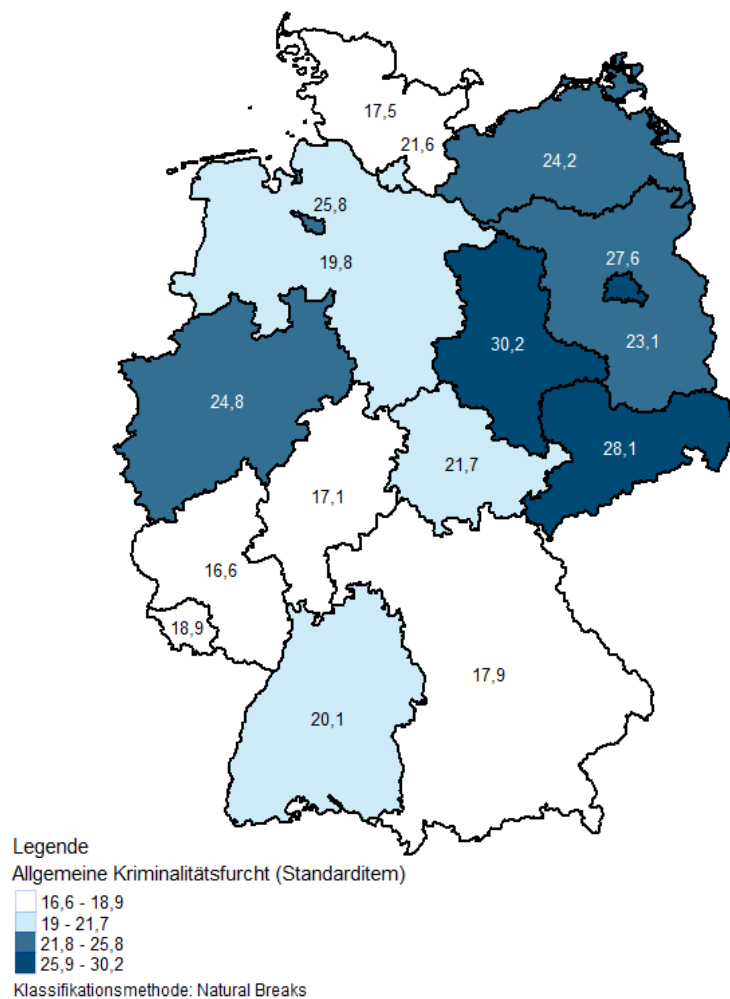 17,5
21,6
24,2
25,8
27,6
19,8
30,2
23,1
24,8
28,1
21,7
17,1
16,6
18,9
17,9
20,1
Legende
Allgemeine Kriminalitätsfurcht (Standarditem)
16,6 - 18,9
19 - 21,7
21,8 - 25,8
25,9 - 30,2
Klassifikationsmethode: Natural Breaks